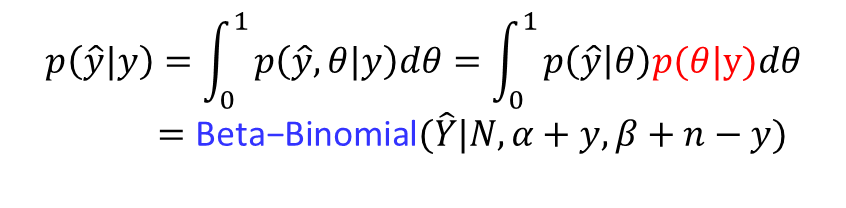 p(ŷ|y) = ∫₀¹ p(ŷ, θ|y)dθ = ∫₀¹ p(ŷ|θ)p(θ|y)dθ
= Beta−Binomial(Ŷ|N, α + y, β + n − y)